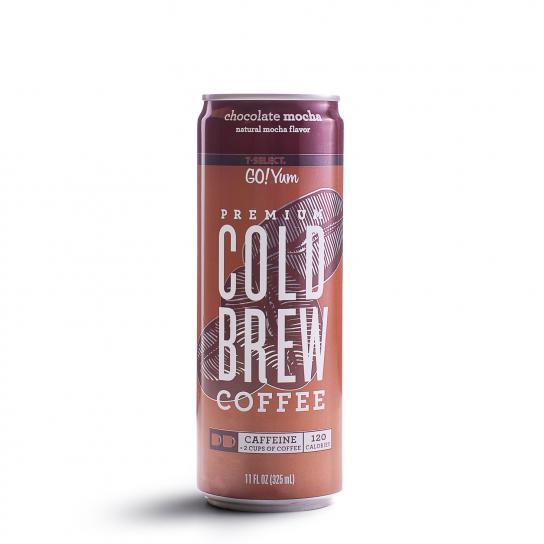 chocolate mocha
natural mocha flavor
7-SELECT.
GO! Yum
PREMIUM
COLD
BREW
COFFEE
CAFFEINE
= 2 CUPS OF COFFEE
120
CALORIES
11 FL OZ (325 mL)